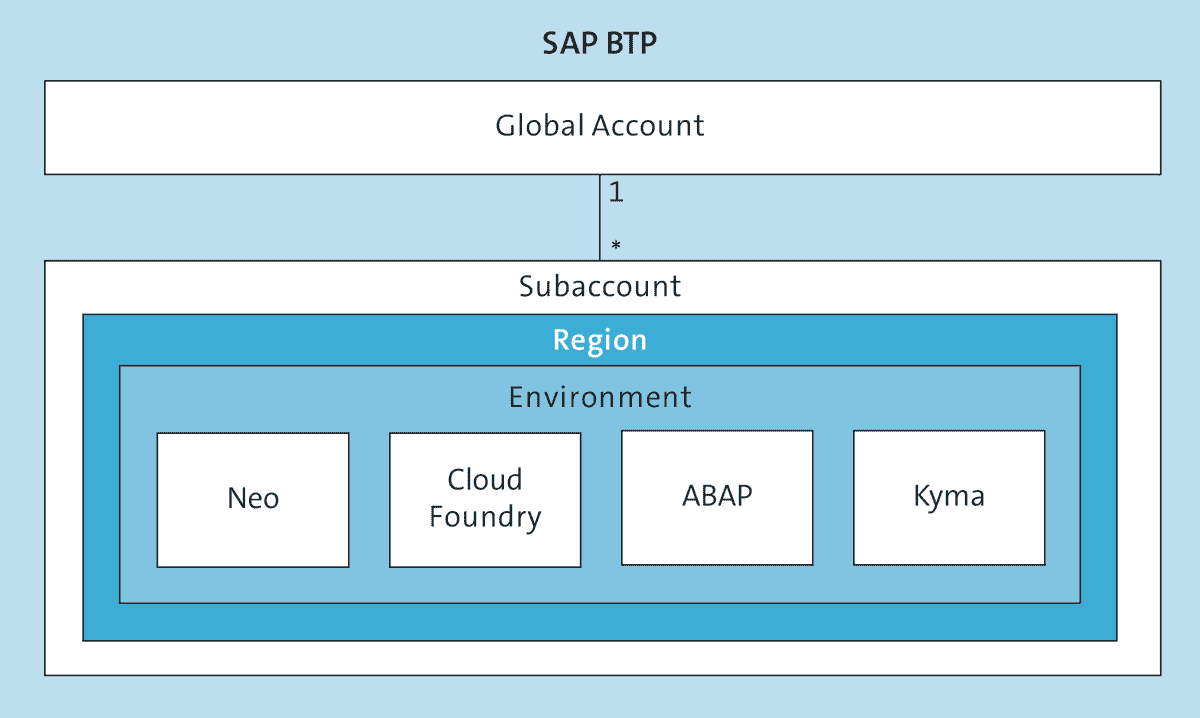 SAP BTP
Global Account
1
*
Subaccount
Region
Environment
Neo
Cloud
Foundry
ABAP
Kyma